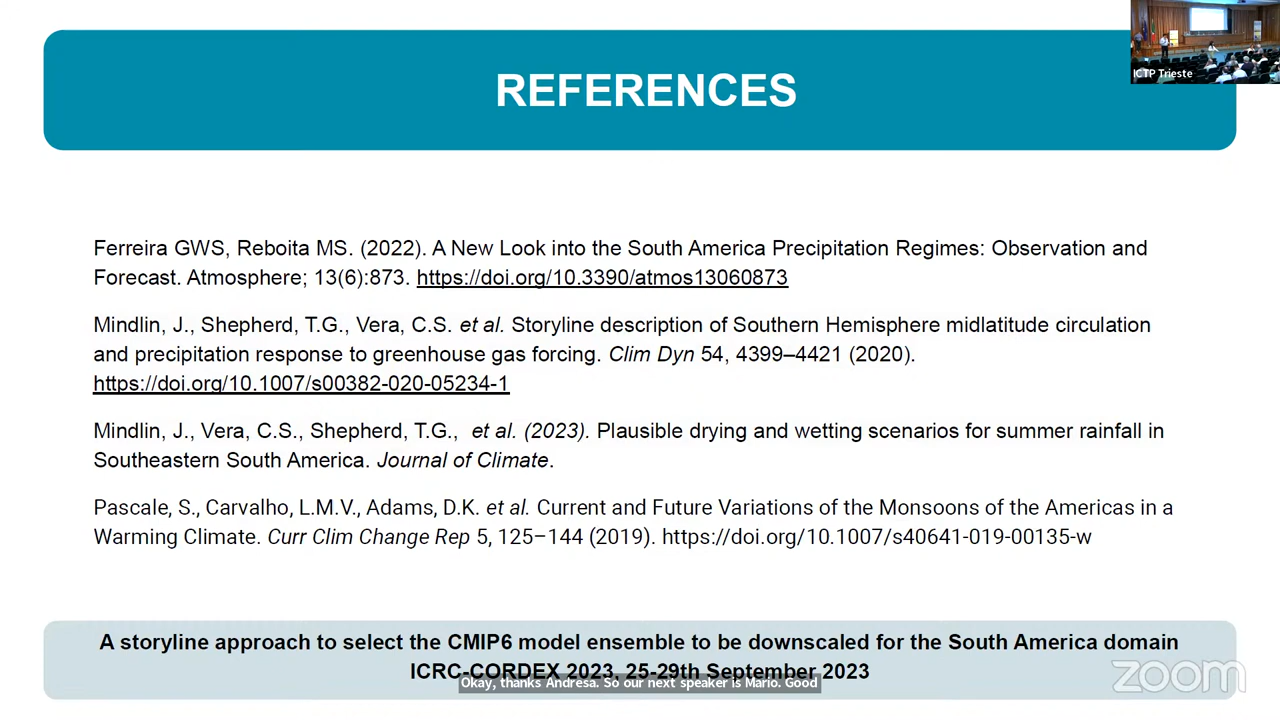 REFERENCES
ICTP Trieste
Ferreira GWS, Reboita MS. (2022). A New Look into the South America Precipitation Regimes: Observation and
Forecast. Atmosphere; 13(6):873. https://doi.org/10.3390/atmos13060873
Mindlin, J., Shepherd, T.G., Vera, C.S. et al. Storyline description of Southern Hemisphere midlatitude circulation
and precipitation response to greenhouse gas forcing. Clim Dyn 54, 4399–4421 (2020).
https://doi.org/10.1007/s00382-020-05234-1
Mindlin, J., Vera, C.S., Shepherd, T.G., et al. (2023). Plausible drying and wetting scenarios for summer rainfall in
Southeastern South America. Journal of Climate.
Pascale, S., Carvalho, L.M.V., Adams, D.K. et al. Current and Future Variations of the Monsoons of the Americas in a
Warming Climate. Curr Clim Change Rep 5, 125–144 (2019). https://doi.org/10.1007/s40641-019-00135-w
A storyline approach to select the CMIP6 model ensemble to be downscaled for the South America domain
ICRC-CORDEX 2023, 25-29th September 2023
Okay, thanks Andresa. So our next speaker is Mario. Good
zoom